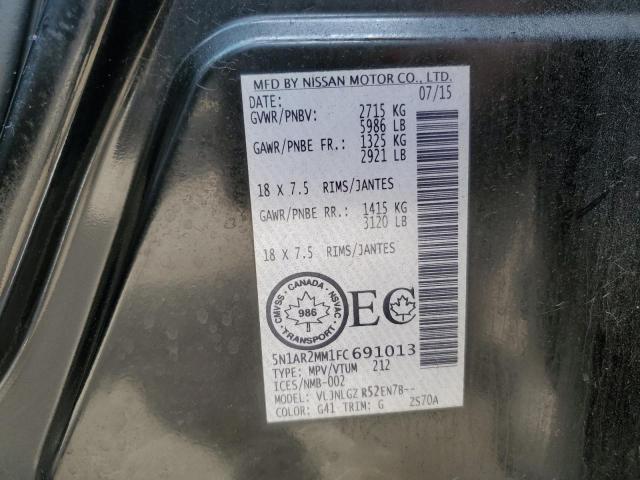 MFD BY NISSAN MOTOR CO., LTD.
DATE: 07/15
GVWR/PNBV: 2715 KG
5986 LB
GAWR/PNBE FR.: 1325 KG
2921 LB
18 X 7.5 RIMS/JANTES
GAWR/PNBE RR.: 1415 KG
3120 LB
18 X 7.5 RIMS/JANTES
CANADA
CMVSS NSVAC
986
TRANSPORT
EC
5N1AR2MM1FC691013
TYPE: MPV/VTUM 212
ICES/NMB-002
MODEL: VLJNLGZ R52EN7B--
COLOR: G41 TRIM: G 2S70A